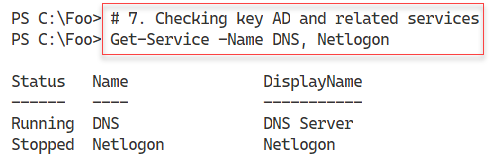 PS C:\Foo> # 7. Checking key AD and related services
PS C:\Foo> Get-Service -Name DNS, Netlogon
Status Name DisplayName
------ ---- -----------
Running DNS DNS Server
Stopped Netlogon Netlogon